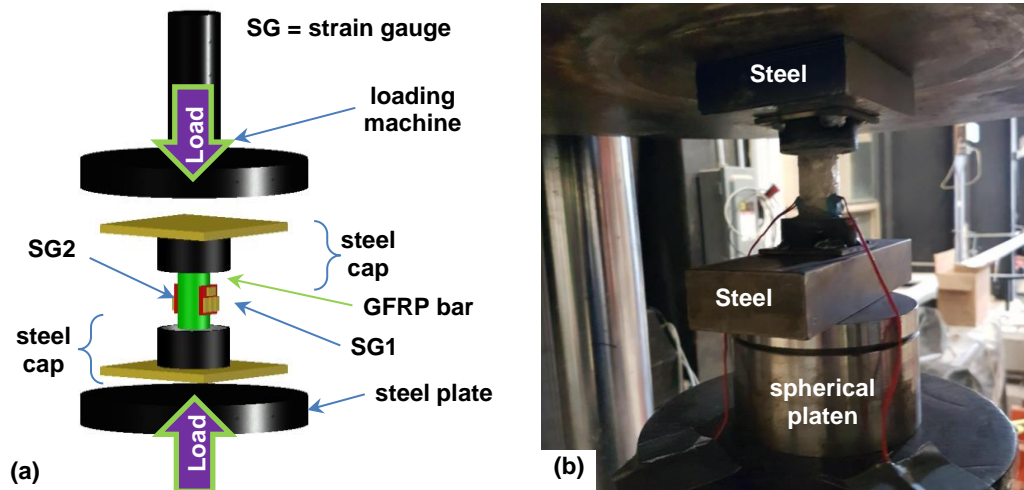 SG = strain gauge
Load
loading
machine
SG2
steel
cap
GFRP bar
steel
cap
SG1
steel plate
Load
(a)
Steel
Steel
spherical
platen
(b)